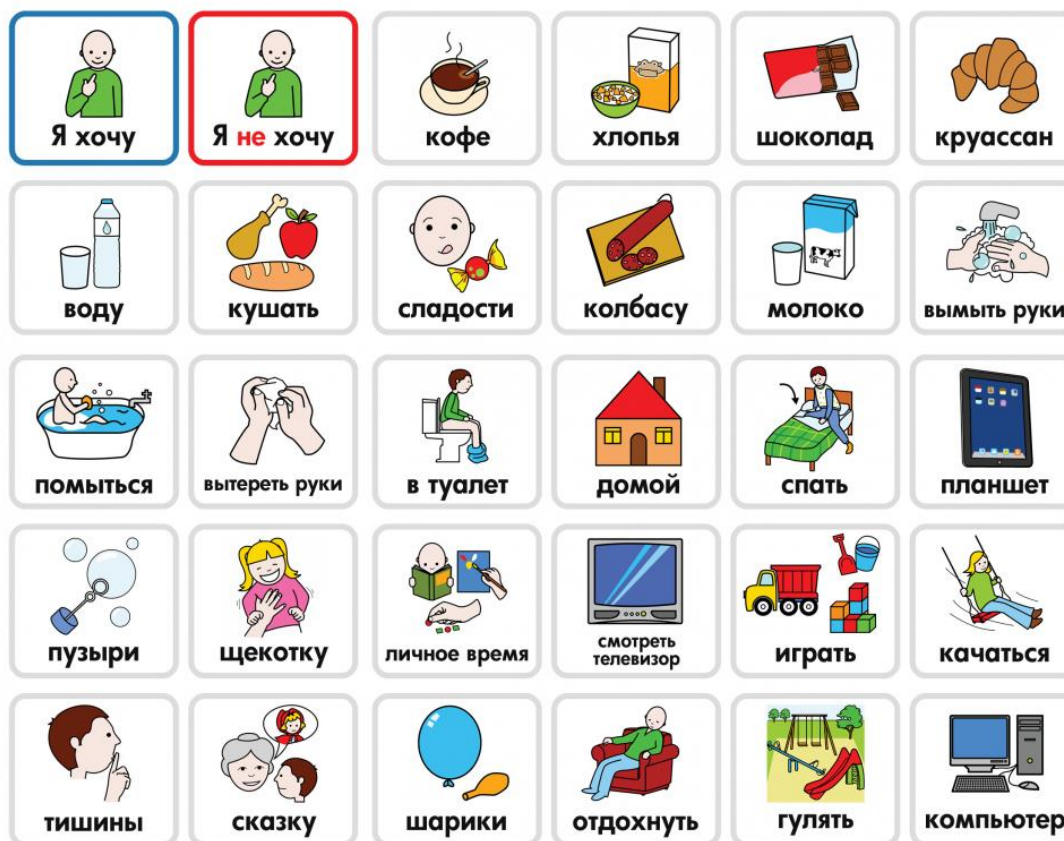 Я хочу
Я не хочу
кофе
хлопья
шоколад
круассан
воду
кушать
сладости
колбасу
молоко
вымыть руки
помыться
вытереть руки
в туалет
домой
спать
планшет
пузыри
щекотку
личное время
смотреть
телевизор
играть
качаться
тишины
сказку
шарики
отдохнуть
гулять
компьютер